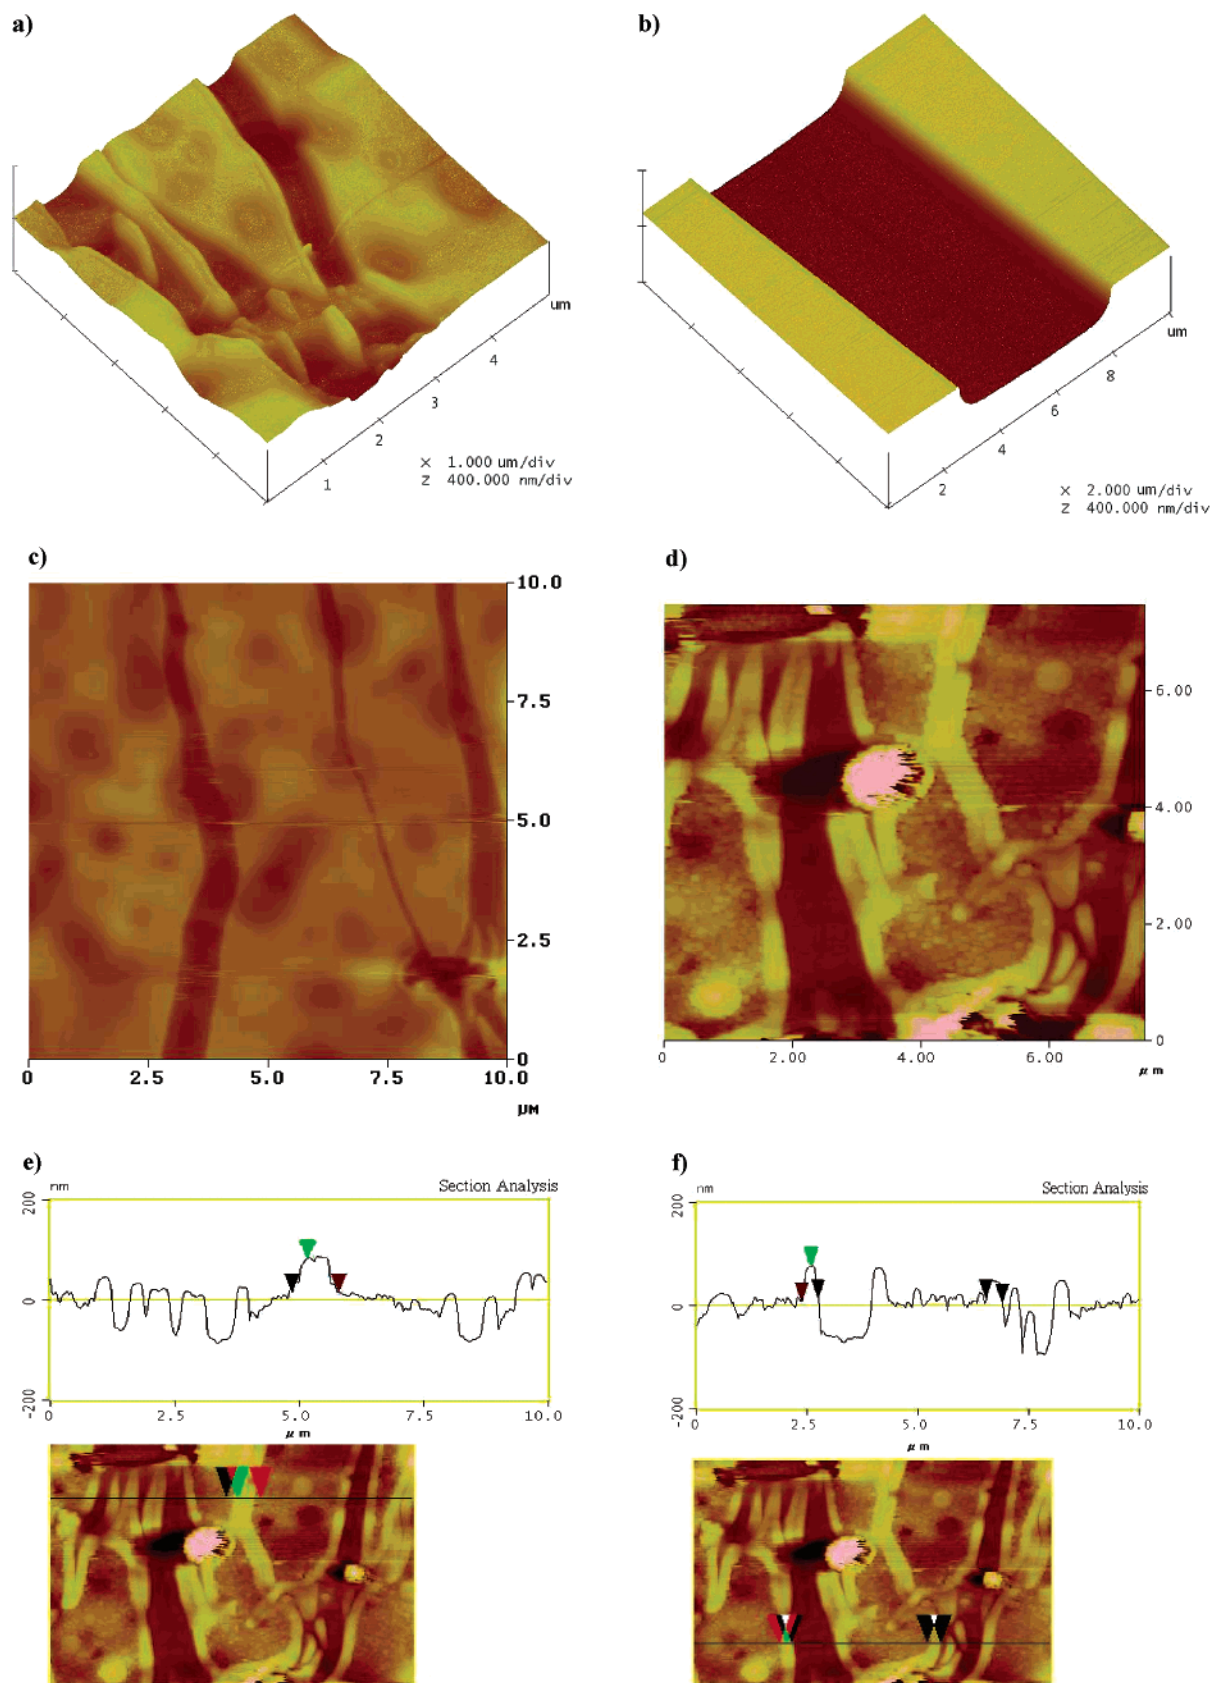 a)
b)
um
4
3
2
1
X 1.000 um/div
Z 400.000 nm/div
um
8
6
4
2
X 2.000 um/div
Z 400.000 nm/div
c)
d)
10.0
7.5
5.0
2.5
0
0 2.5 5.0 7.5 10.0
μM
6.00
4.00
2.00
0
0 2.00 4.00 6.00
μm
e)
nm Section Analysis
200
0
-200
0 2.5 5.0 7.5 10.0
μm
f)
nm Section Analysis
200
0
-200
0 2.5 5.0 7.5 10.0
μm